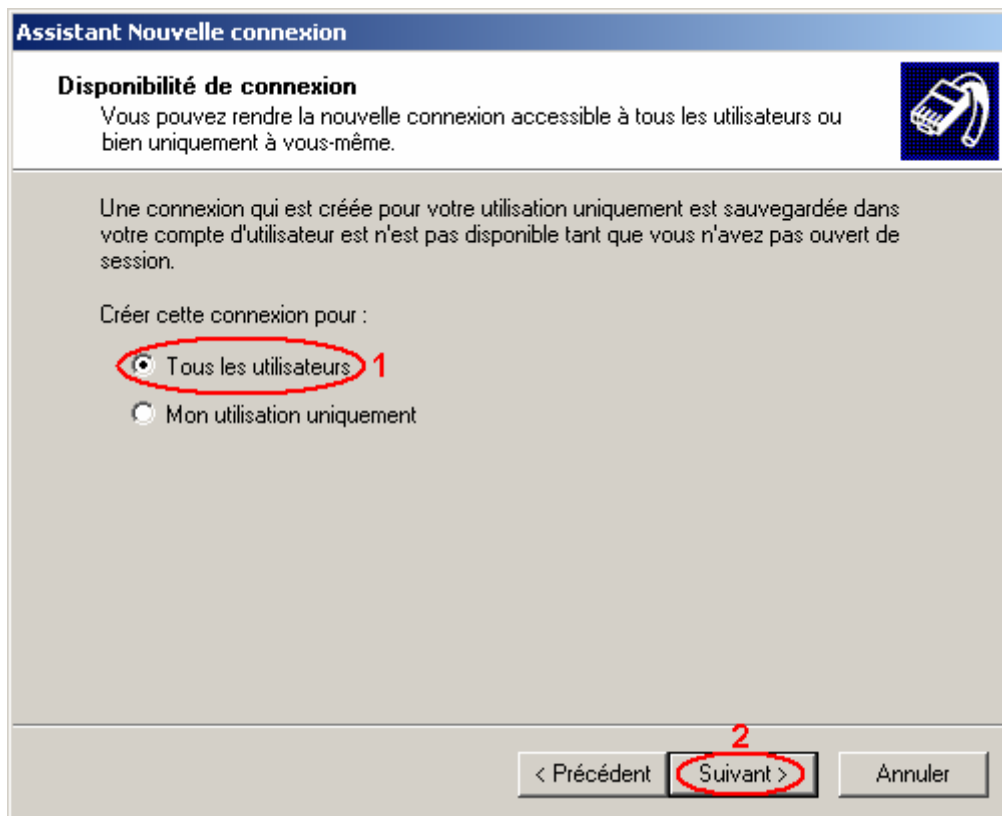 Assistant Nouvelle connexion
Disponibilité de connexion
Vous pouvez rendre la nouvelle connexion accessible à tous les utilisateurs ou
bien uniquement à vous-même.
Une connexion qui est créée pour votre utilisation uniquement est sauvegardée dans
votre compte d'utilisateur est n'est pas disponible tant que vous n'avez pas ouvert de
session.
Créer cette connexion pour :
Tous les utilisateurs 1
Mon utilisation uniquement
2
< Précédent Suivant > Annuler